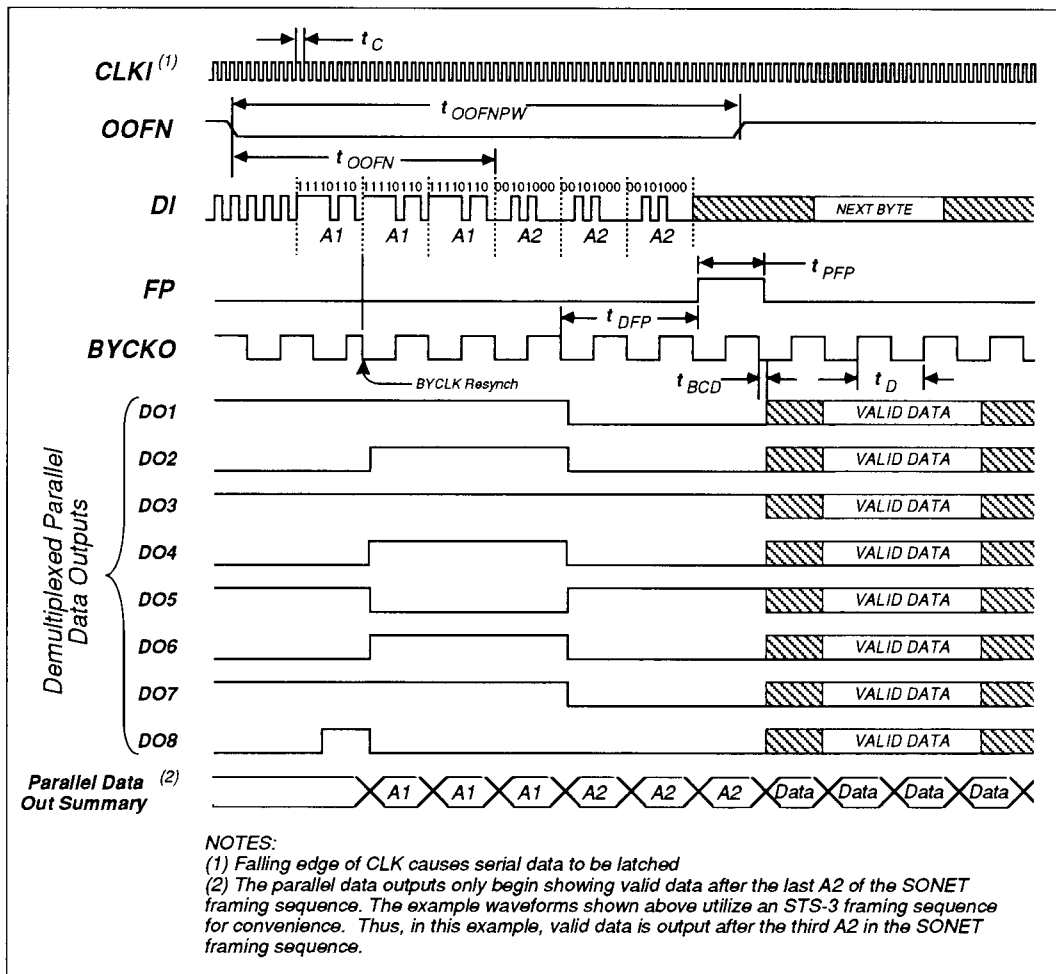 t C
CLKI (1)
t OOFNPW
OOFN
t OOFN
11110110 11110110 11110110 00101000 00101000 00101000
DI
NEXT BYTE
A1 A1 A1 A2 A2 A2
t PFP
FP
t DFP
BYCKO
BYCLK Resynch
t BCD
t D
Demultiplexed Parallel
Data Outputs
DO1 VALID DATA
DO2 VALID DATA
DO3 VALID DATA
DO4 VALID DATA
DO5 VALID DATA
DO6 VALID DATA
DO7 VALID DATA
DO8 VALID DATA
Parallel Data (2)
Out Summary
A1 A1 A1 A2 A2 A2 Data Data Data Data
NOTES:
(1) Falling edge of CLK causes serial data to be latched
(2) The parallel data outputs only begin showing valid data after the last A2 of the SONET
framing sequence. The example waveforms shown above utilize an STS-3 framing sequence
for convenience. Thus, in this example, valid data is output after the third A2 in the SONET
framing sequence.